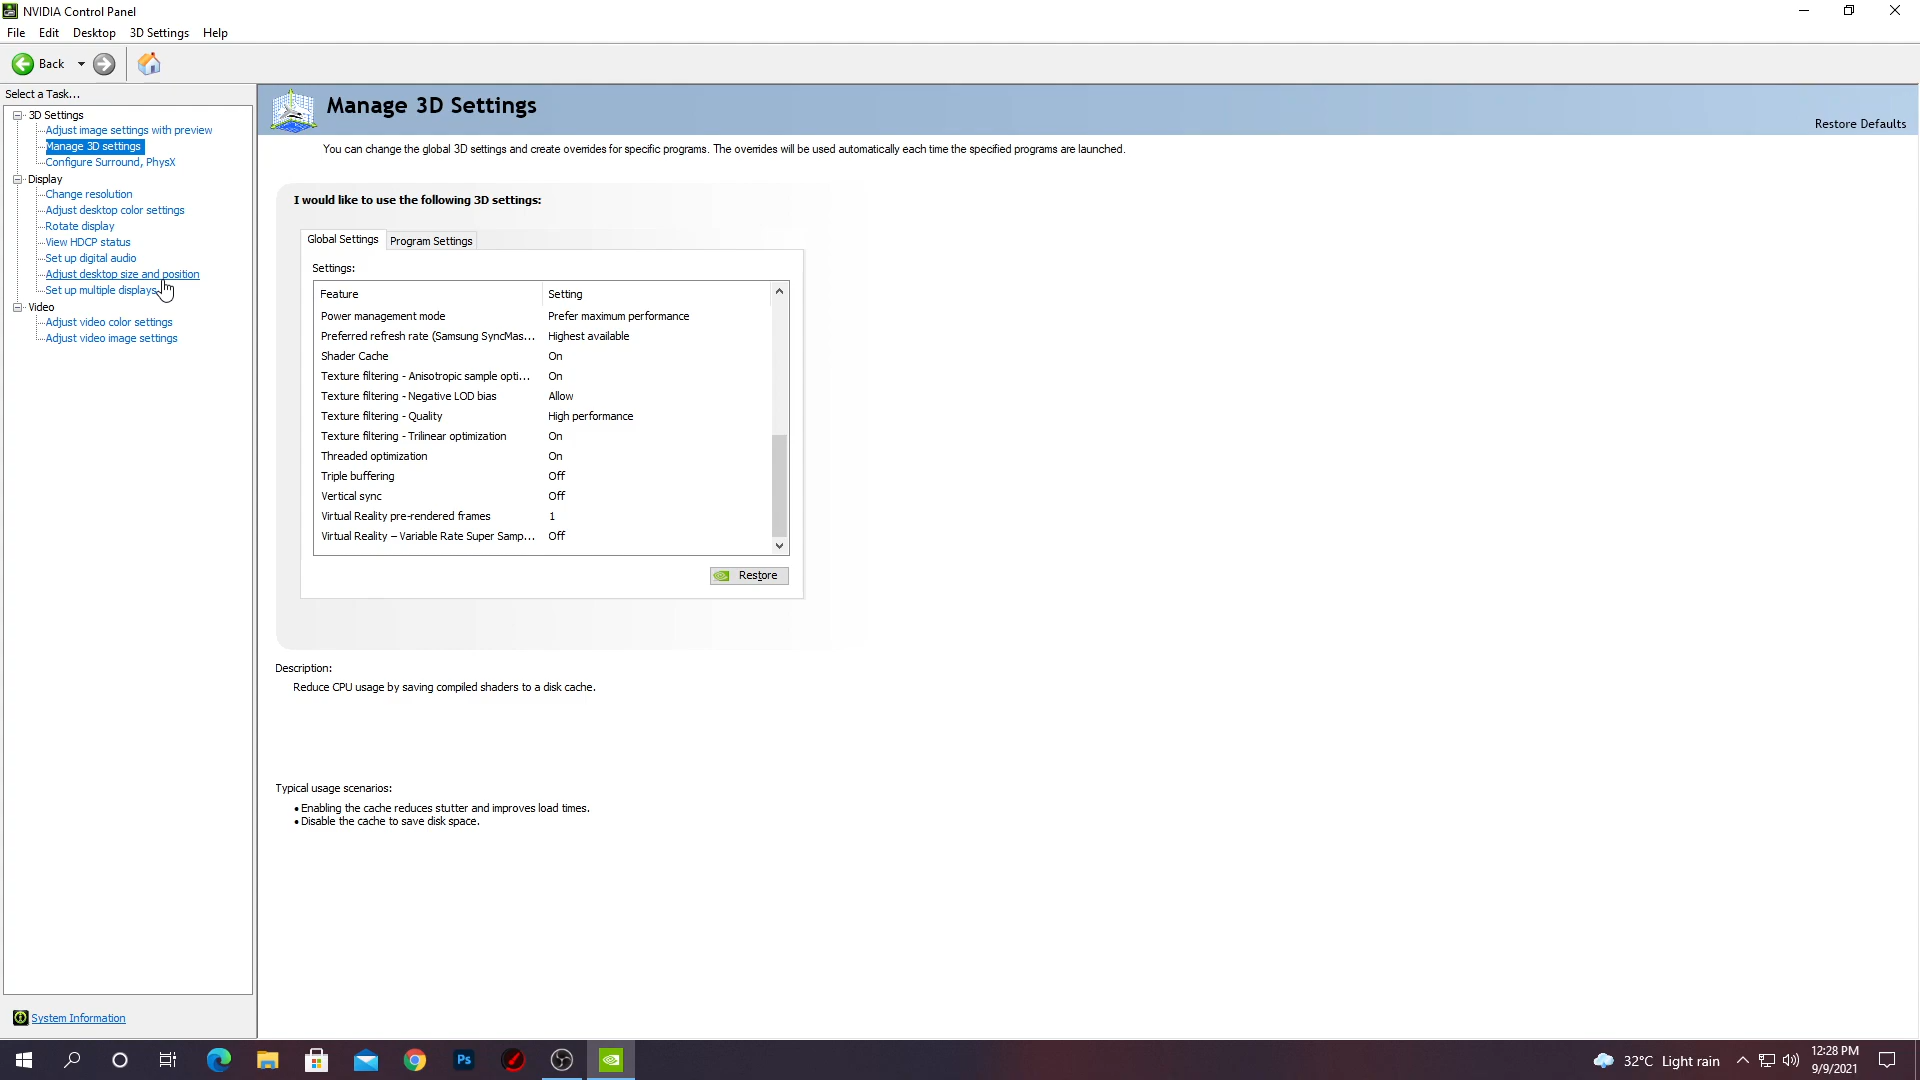 NVIDIA Control Panel
File Edit Desktop 3D Settings Help
Back
Select a Task...
3D Settings
Adjust image settings with preview
Manage 3D settings
Configure Surround, PhysX
Display
Change resolution
Adjust desktop color settings
Rotate display
View HDCP status
Set up digital audio
Adjust desktop size and position
Set up multiple displays
Video
Adjust video color settings
Adjust video image settings
System Information
Manage 3D Settings
Restore Defaults
You can change the global 3D settings and create overrides for specific programs. The overrides will be used automatically each time the specified programs are launched.
I would like to use the following 3D settings:
Global Settings Program Settings
Settings:
Feature Setting
Power management mode Prefer maximum performance
Preferred refresh rate (Samsung SyncMas... Highest available
Shader Cache On
Texture filtering - Anisotropic sample opti... On
Texture filtering - Negative LOD bias Allow
Texture filtering - Quality High performance
Texture filtering - Trilinear optimization On
Threaded optimization On
Triple buffering Off
Vertical sync Off
Virtual Reality pre-rendered frames 1
Virtual Reality – Variable Rate Super Samp... Off
Restore
Description:
Reduce CPU usage by saving compiled shaders to a disk cache.
Typical usage scenarios:
• Enabling the cache reduces stutter and improves load times.
• Disable the cache to save disk space.
Ps
32°C Light rain
12:28 PM
9/9/2021